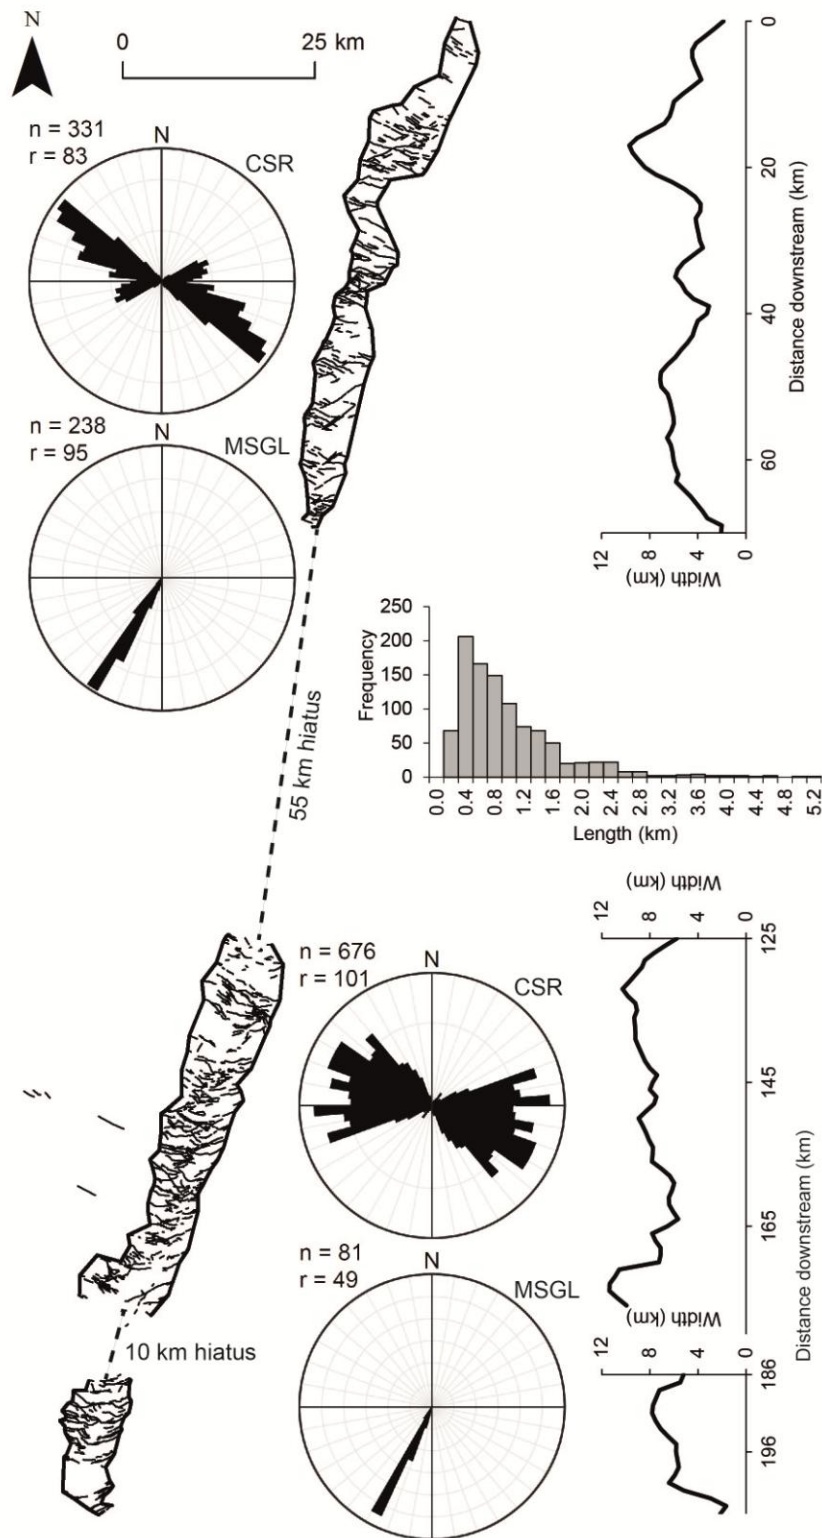 N
0 25 km
n = 331
r = 83
N
CSR
n = 238
r = 95
N
MSGL
0
20
40
60
Distance downstream (km)
12 8 4 0
Width (km)
55 km hiatus
250
200
150
100
50
0
Frequency
0.0 0.4 0.8 1.2 1.6 2.0 2.4 2.8 3.2 3.6 4.0 4.4 4.8 5.2
Length (km)
Width (km)
12 8 4 0
125
145
165
Distance downstream (km)
n = 676
r = 101
N
CSR
n = 81
r = 49
N
MSGL
10 km hiatus
Width (km)
12 8 4 0
186
196